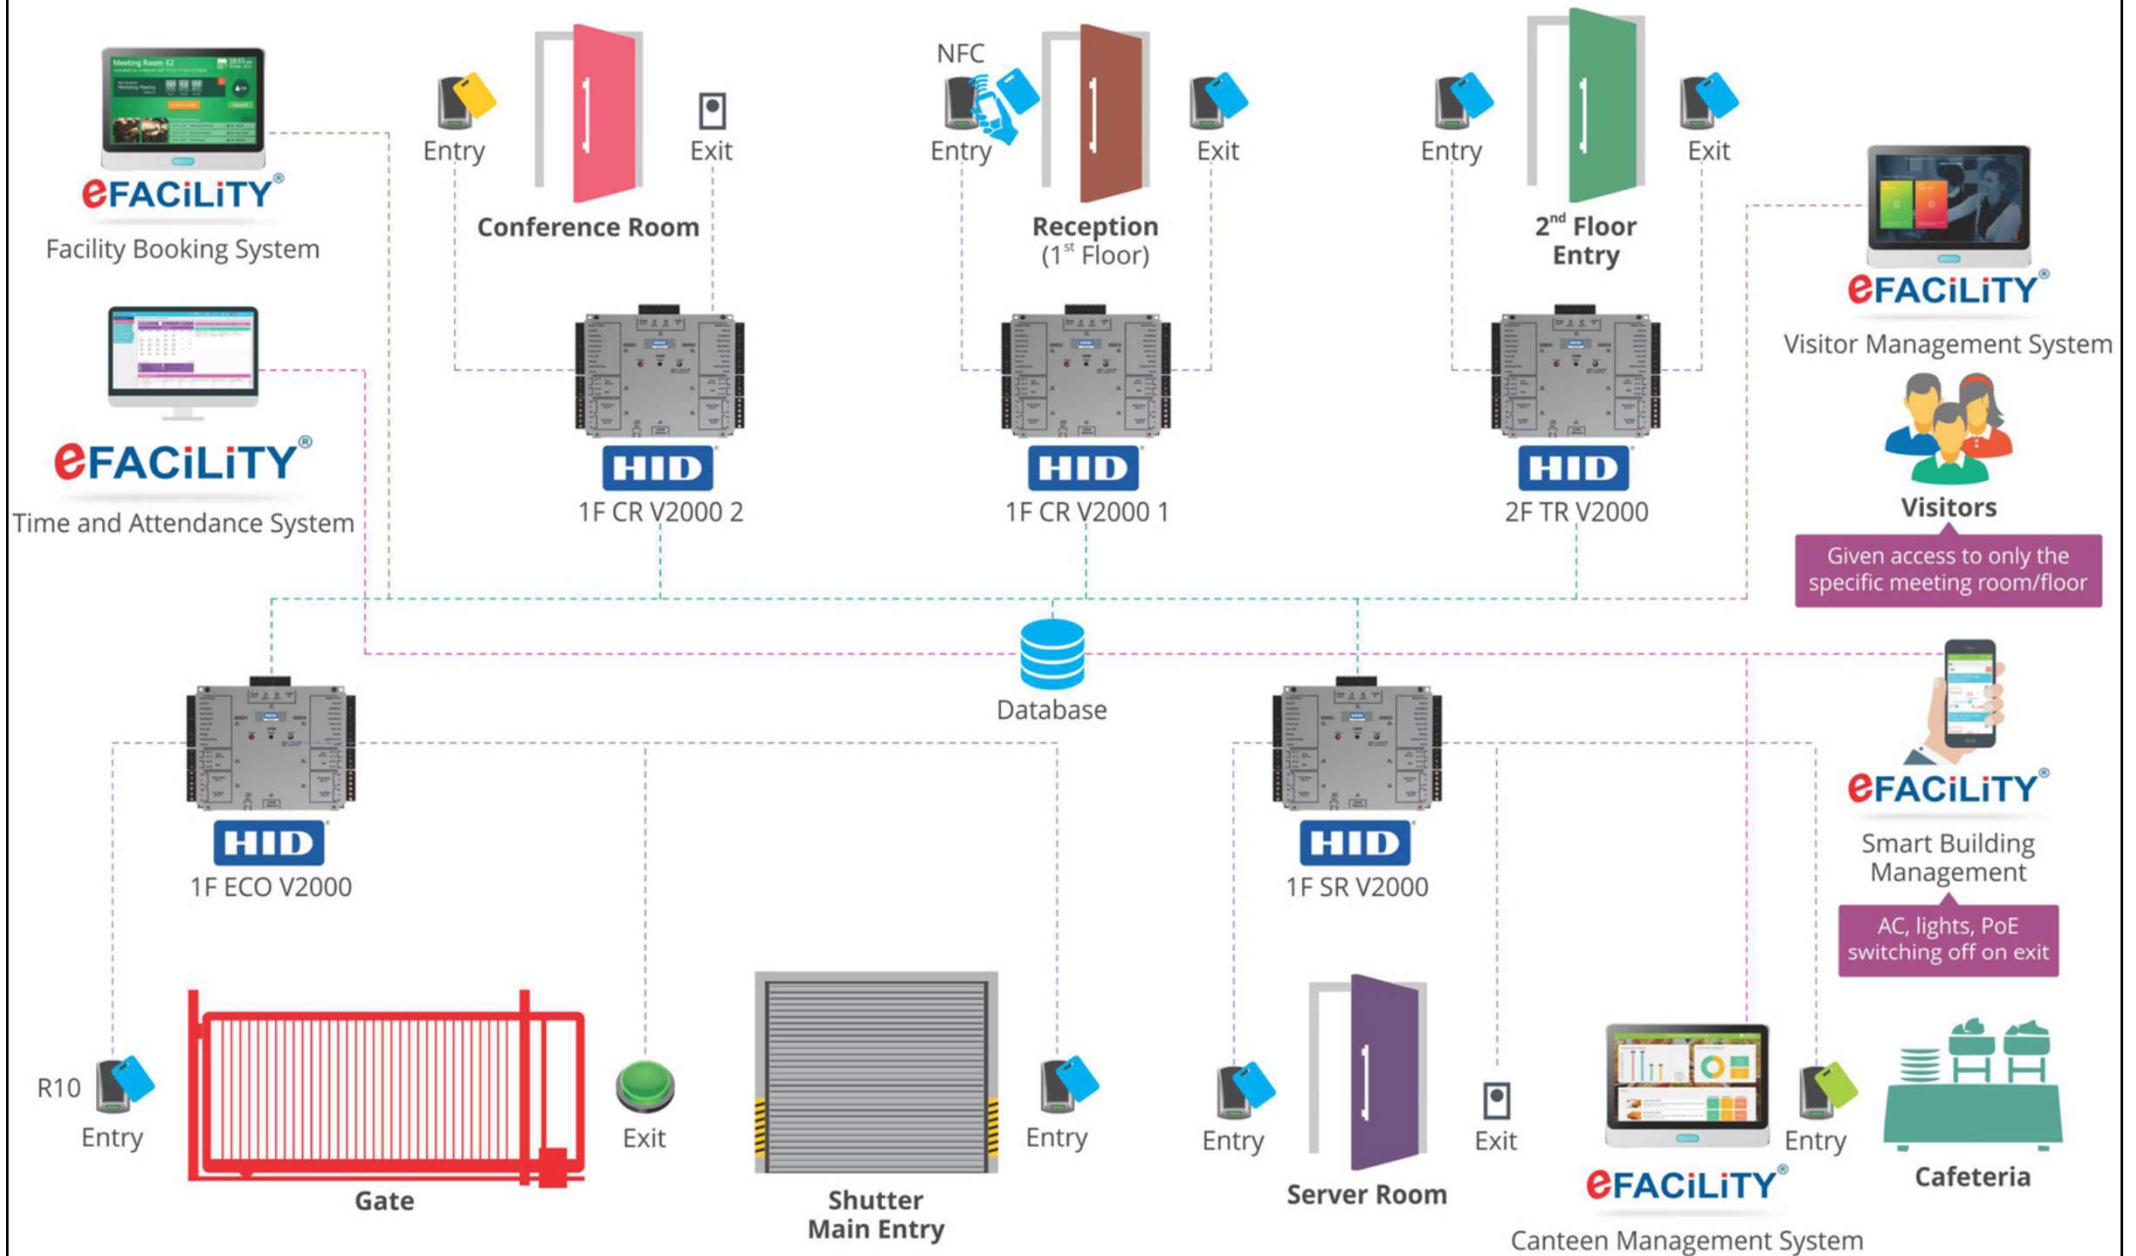 Meeting Room E2
eFACiLiTY®
Facility Booking System
Entry
Exit
Conference Room
NFC
Entry
Exit
Reception
(1st Floor)
Entry
Exit
2nd Floor
Entry
eFACiLiTY®
Visitor Management System
Visitors
Given access to only the
specific meeting room/floor
eFACiLiTY®
Time and Attendance System
HID
1F CR V2000 2
HID
1F CR V2000 1
HID
2F TR V2000
Database
HID
1F ECO V2000
HID
1F SR V2000
eFACiLiTY®
Smart Building
Management
AC, lights, PoE
switching off on exit
R10
Entry
Gate
Exit
Shutter
Main Entry
Entry
Entry
Server Room
Exit
eFACiLiTY®
Canteen Management System
Entry
Cafeteria